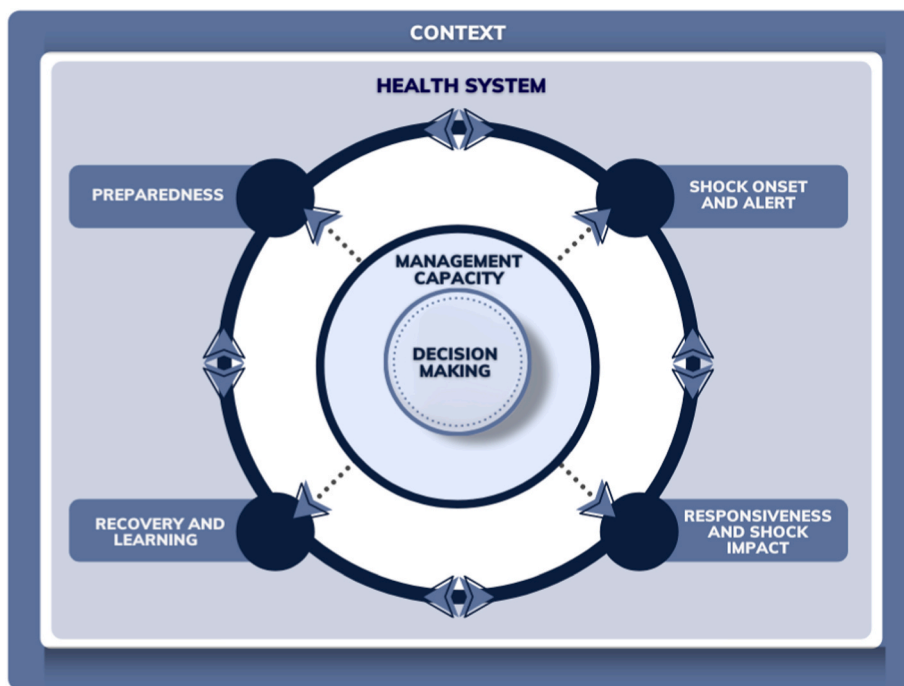 CONTEXT
HEALTH SYSTEM
PREPAREDNESS
SHOCK ONSET
AND ALERT
MANAGEMENT
CAPACITY
DECISION
MAKING
RECOVERY AND
LEARNING
RESPONSIVENESS
AND SHOCK
IMPACT